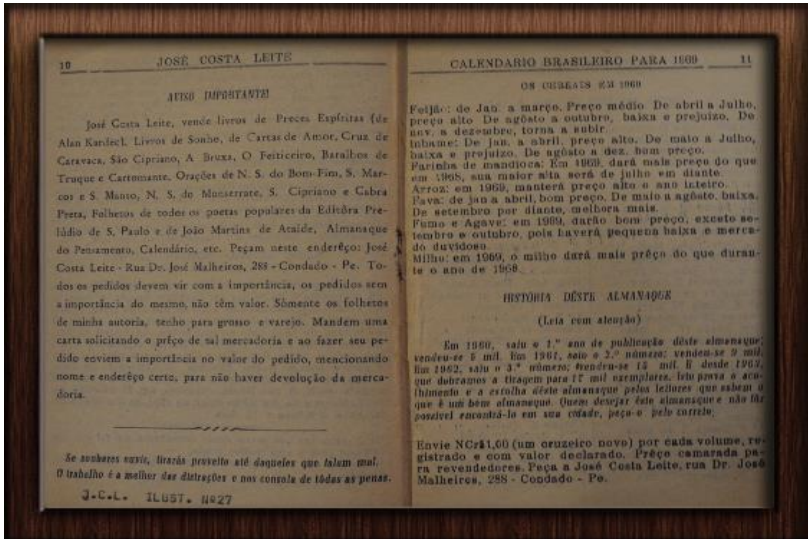 10 JOSÉ COSTA LEITE
AVISO IMPORTANTE!
José Costa Leite, vende livros de Preces Espíritas (de
Alan Kardec), Livros de Sonho, de Cartas de Amor, Cruz de
Caravaca, São Cipriano, A Bruxa, O Feiticeiro, Baralhos de
Truque e Cartomante, Orações de N. S. do Bom-Fim, S. Mar-
cos e S. Manso, N. S. do Monserrate, S. Cipriano e Cabra
Preta, Folhetos de todos os poetas populares da Editôra Pre-
lúdio de S. Paulo e de João Martins de Ataíde, Almanaque
do Pensamento, Calendário, etc. Peçam neste enderêço: José
Costa Leite - Rua Dr. José Malheiros, 288 - Condado - Pe. To-
dos os pedidos devem vir com a importância, os pedidos sem
a importância do mesmo, não têm valor. Sòmente os folhetos
de minha autoria, tenho para grosso e varejo. Mandem uma
carta solicitando o prêço de tal mercadoria e ao fazer seu pe-
dido enviem a importância no valor do pedido, mencionando
nome e enderêço certo, para não haver devolução da merca-
doria.
Se souberes ouvir, tirarás proveito até daqueles que falam mal.
O trabalho é a melhor das distrações e nos consola de tôdas as penas.
J.C.L. ILUST. Nº27
CALENDARIO BRASILEIRO PARA 1969 11
OS CEREAIS EM 1969
Feijão: de Jan. a março, Preço médio. De abril a Julho,
preço alto. De agôsto a outubro, baixa e prejuizo. De
nov. a dezembro, torna a subir.
Inhame: De jan. a abril, preço alto. De maio a Julho,
baixa e prejuizo. De agôsto a dez. bom preço.
Farinha de mandioca: Em 1969, dará mais preço do que
em 1968, sua maior alta será de julho em diante.
Arroz: em 1969, manterá preço alto o ano inteiro.
Fava: de jan a abril, bom preço. De maio a agôsto, baixa.
De setembro por diante, melhora mais.
Fumo e Agave: em 1969, darão bom preço, exceto se-
tembro e outubro, pois haverá pequena baixa e merca-
do duvidoso.
Milho: em 1969, o milho dará mais prêço do que duran-
te o ano de 1968.
HISTÓRIA DÊSTE ALMANAQUE
(Leia com atenção)
Em 1960, saiu o 1.º ano de publicação dêste almanaque;
vendeu-se 5 mil. Em 1961, saiu o 2.º número; vendeu-se 9 mil.
Em 1962, saiu o 3.º número; vendeu-se 15 mil. E desde 1963,
que dobramos a tiragem para 17 mil exemplares. Isto prova o aco-
lhimento e a escolha dêste almanaque pelos leitores que sabem o
que é um bom almanaque. Quem desejar êste almanaque e não fôr
possível encontrá-lo em sua cidade, peça-o pelo correio;
Envie NCr$1,00 (um cruzeiro novo) por cada volume, re-
gistrado e com valor declarado. Prêço camarada pa-
ra revendedores. Peça a José Costa Leite, rua Dr. José
Malheiros, 288 - Condado - Pe.